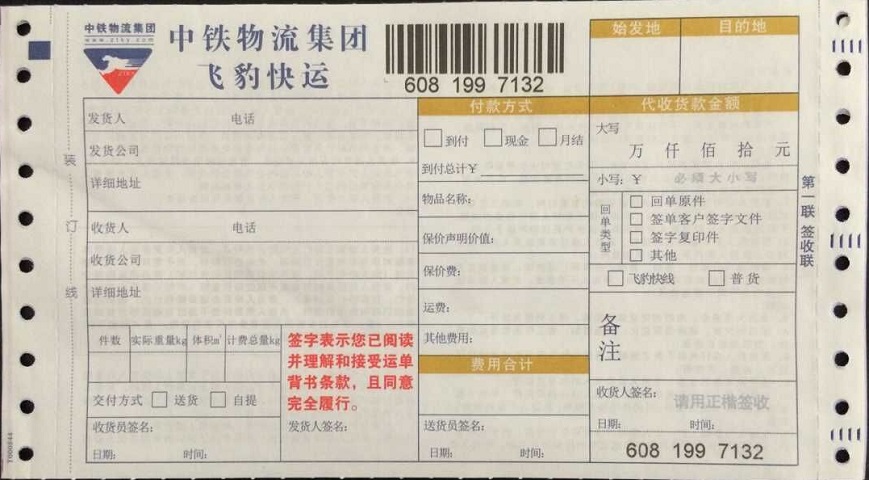 中铁物流集团
www.ztky.com
ZTKY
中铁物流集团
飞豹快运
608 199 7132
始发地 目的地
发货人 电话
发货公司
详细地址
收货人 电话
收货公司
详细地址
件数 实际重量kg 体积m³ 计费总量kg
交付方式 送货 自提
收货员签名:
日期: 时间:
签字表示您已阅读
并理解和接受运单
背书条款，且同意
完全履行。
发货人签名:
付款方式
到付 现金 月结
到付总计¥
物品名称:
保价声明价值:
保价费:
运费:
其他费用:
费用合计
送货员签名:
日期: 时间:
代收货款金额
大写
万 仟 佰 拾 元
小写: ¥ 必须大小写
回单类型
回单原件
签单客户签字文件
签字复印件
其他
飞豹快线 普货
备注
收货人签名: 请用正楷签收
日期: 时间:
608 199 7132
第一联 签收联
装
订
线